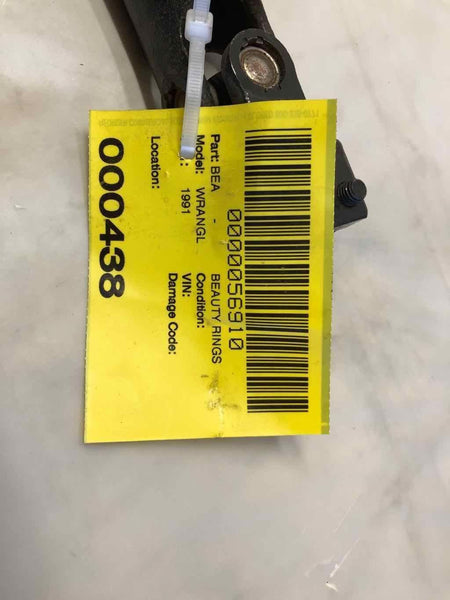 0000056910
Part: BEA - BEAUTY RINGS
Model: WRANGL Condition:
: 1991 VIN:
Damage Code:
Location:
000438